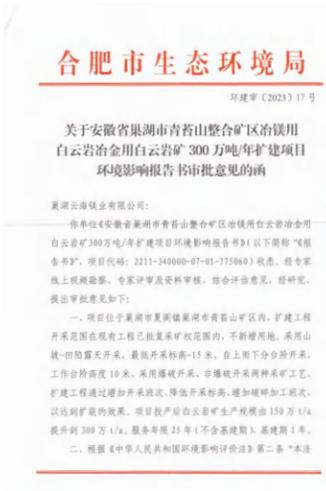 合肥市生态环境局
环建审〔2023〕17号
关于安徽省巢湖市青苔山整合矿区冶镁用
白云岩冶金用白云岩矿300万吨/年扩建项目
环境影响报告书审批意见的函
巢湖云海镁业有限公司：
你单位《安徽省巢湖市青苔山整合矿区冶镁用白云岩冶金用
白云岩矿300万吨/年扩建项目环境影响报告书》（以下简称“《报
告书》”，项目代码：2211-340000-07-01-775060）收悉。经专家
线上视频勘察、专家评审及资料审核，结合评估意见，经研究，
提出审批意见如下：
一、项目位于巢湖市夏阁镇巢湖市青苔山矿区内，扩建工程
开采范围在现有工程已批复采矿权范围内，不新增用地。采用山
坡-凹陷露天开采，最低开采标高-15米，自上而下分台阶开采，
工作台阶高度10米，采用爆破开采、非爆破开采两种采矿工艺，
扩建工程通过增加开采班次、降低开采标高、增加破碎加工班次，
以达到扩能的效果。项目投产后白云岩矿生产规模由150万t/a
提升到300万t/a，服务年限25年（不含基建期），基建期1年。
二、根据《中华人民共和国环境影响评价法》第二条“本法